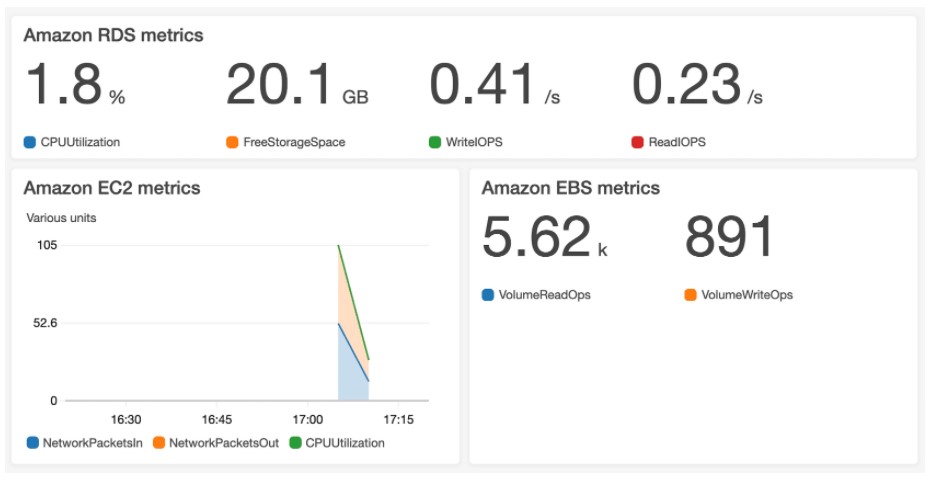 Amazon RDS metrics
1.8 % 20.1 GB 0.41 /s 0.23 /s
CPUUtilization FreeStorageSpace WriteIOPS ReadIOPS
Amazon EC2 metrics
Various units
105
52.6
0
16:30 16:45 17:00 17:15
NetworkPacketsIn NetworkPacketsOut CPUUtilization
Amazon EBS metrics
5.62 k 891
VolumeReadOps VolumeWriteOps